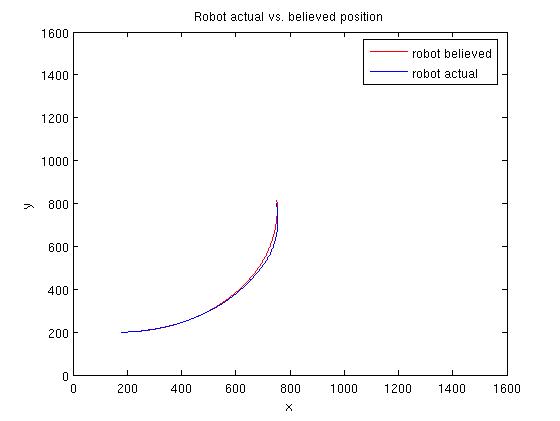 Robot actual vs. believed position
robot believed
robot actual
1600
1400
1200
1000
800
600
400
200
0
y
0 200 400 600 800 1000 1200 1400 1600
x